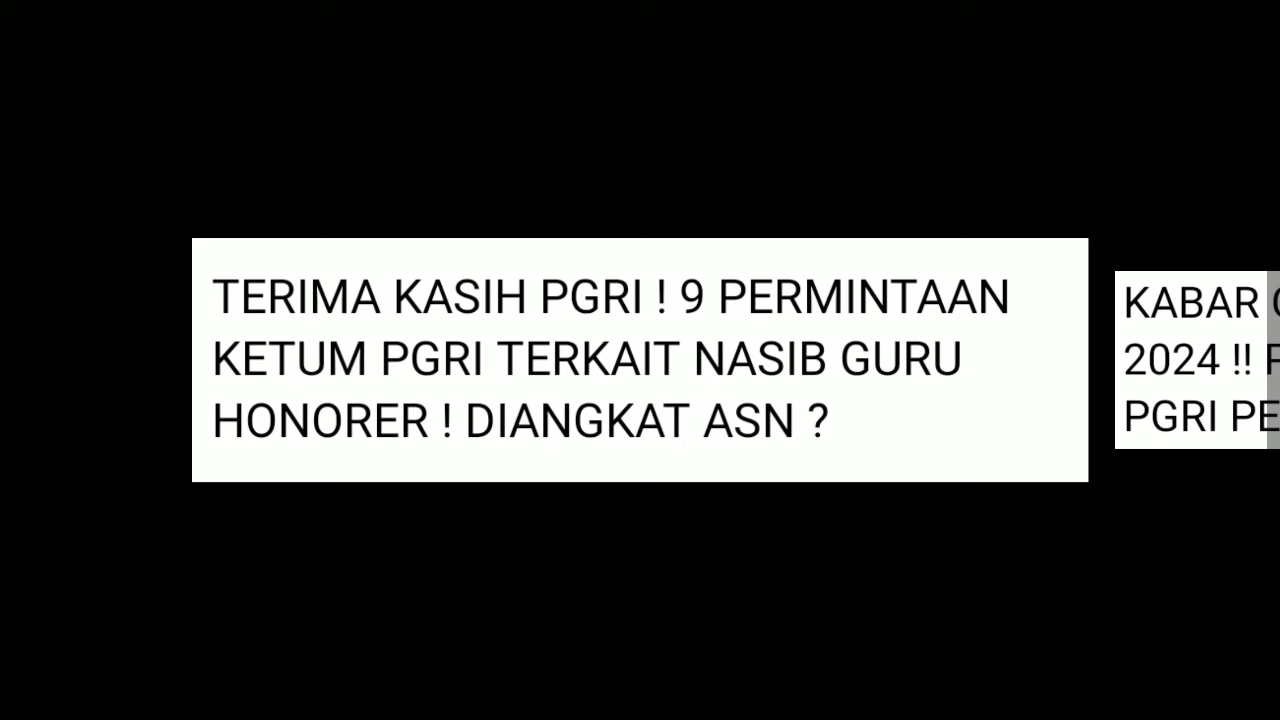 TERIMA KASIH PGRI ! 9 PERMINTAAN
KETUM PGRI TERKAIT NASIB GURU
HONORER ! DIANGKAT ASN ?
KABAR
2024 !!
PGRI